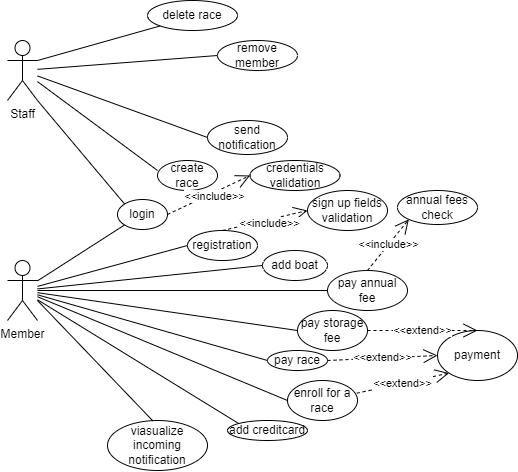 delete race
remove
member
Staff
send
notification
create
race
credentials
validation
<<include>>
login
sign up fields
validation
annual fees
check
<<include>>
registration
<<include>>
add boat
pay annual
fee
Member
pay storage
fee
<<extend>>
payment
pay race
<<extend>>
<<extend>>
enroll for a
race
add creditcard
viasualize
incoming
notification